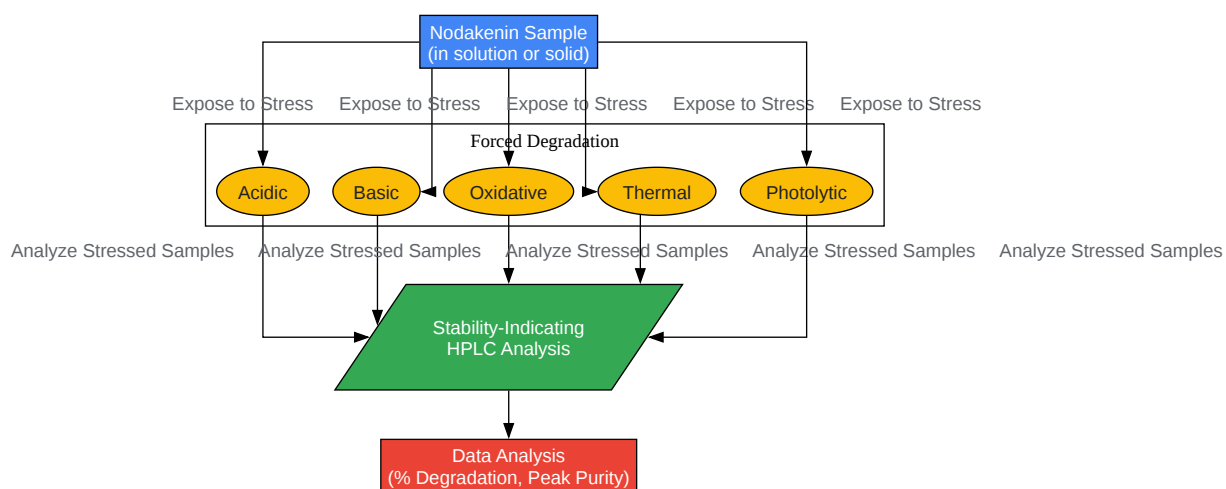 Nodakenin Sample
(in solution or solid)
Expose to Stress Expose to Stress Expose to Stress Expose to Stress Expose to Stress
Forced Degradation
Acidic Basic Oxidative Thermal Photolytic
Analyze Stressed Samples Analyze Stressed Samples Analyze Stressed Samples Analyze Stressed Samples Analyze Stressed Samples
Stability-Indicating
HPLC Analysis
Data Analysis
(% Degradation, Peak Purity)